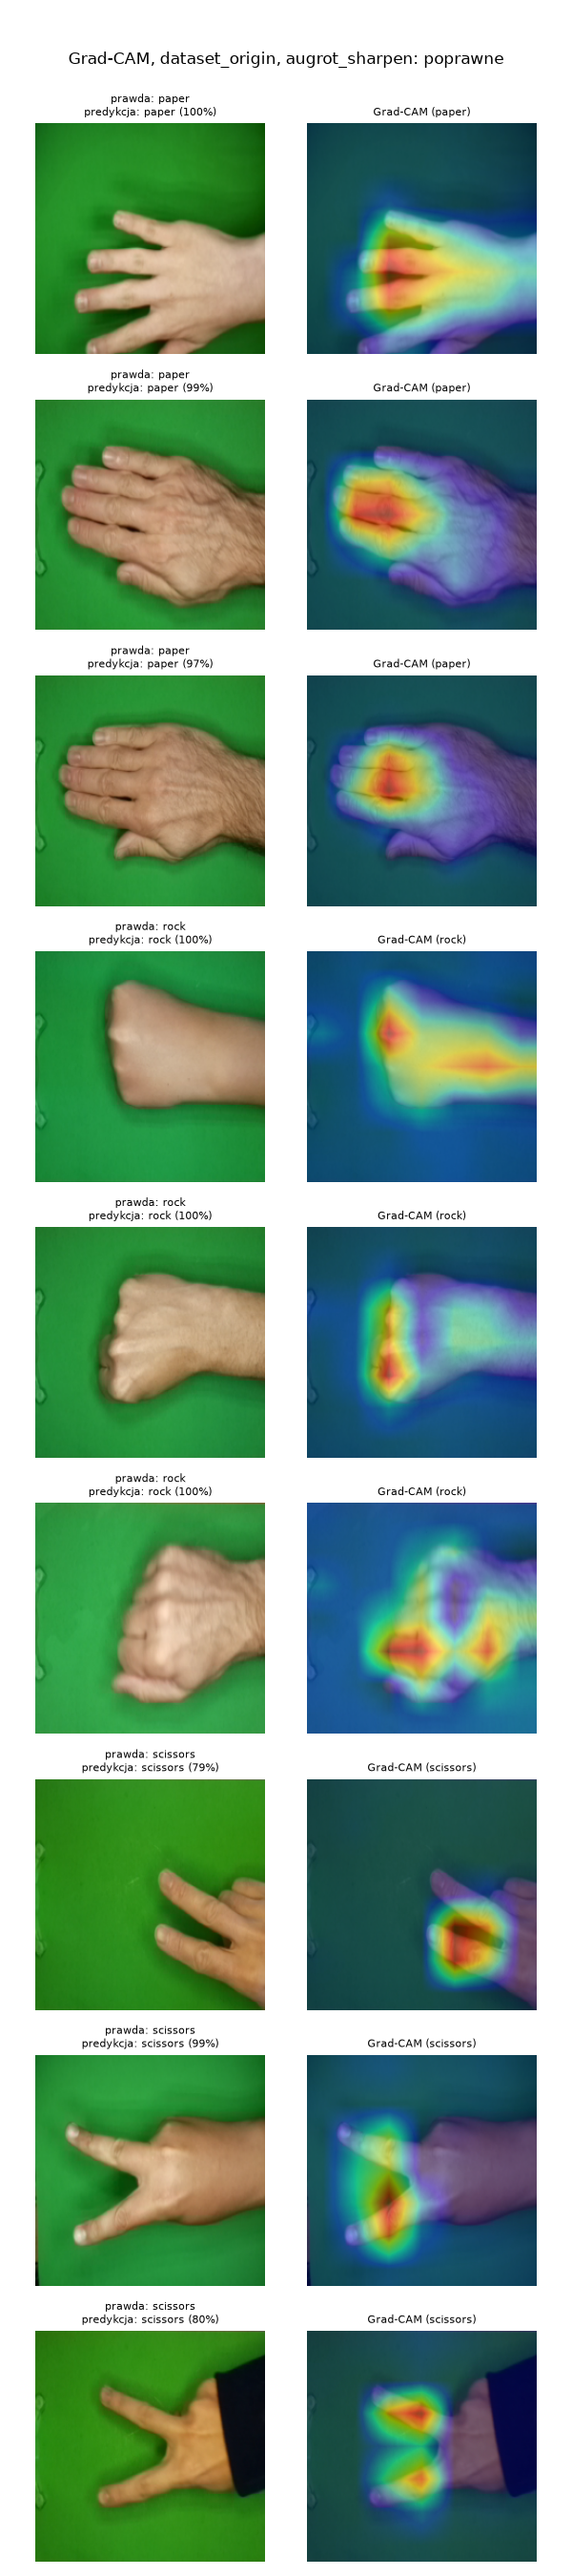 Grad-CAM, dataset_origin, augrot_sharpen: poprawne
prawda: paper
predykcja: paper (100%)
Grad-CAM (paper)
prawda: paper
predykcja: paper (99%)
Grad-CAM (paper)
prawda: paper
predykcja: paper (97%)
Grad-CAM (paper)
prawda: rock
predykcja: rock (100%)
Grad-CAM (rock)
prawda: rock
predykcja: rock (100%)
Grad-CAM (rock)
prawda: rock
predykcja: rock (100%)
Grad-CAM (rock)
prawda: scissors
predykcja: scissors (79%)
Grad-CAM (scissors)
prawda: scissors
predykcja: scissors (99%)
Grad-CAM (scissors)
prawda: scissors
predykcja: scissors (80%)
Grad-CAM (scissors)